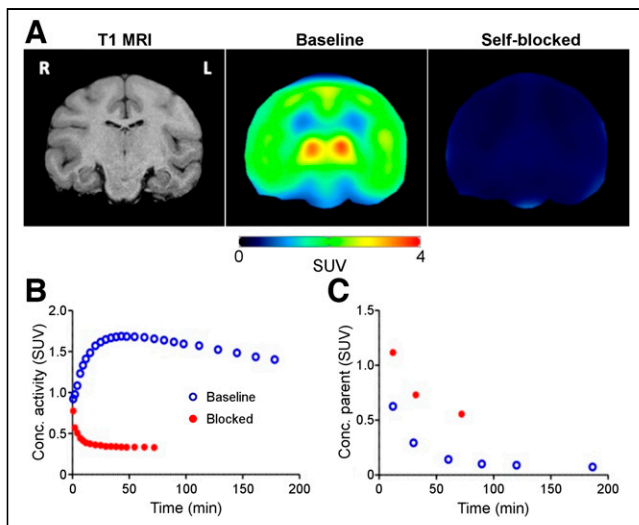 A
T1 MRI Baseline Self-blocked
R L
0 4
SUV
B
Conc. activity (SUV)
2.0
1.5
1.0
0.5
0
0 50 100 150 200
Time (min)
Baseline
Blocked
C
Conc. parent (SUV)
1.5
1.0
0.5
0
0 50 100 150 200
Time (min)